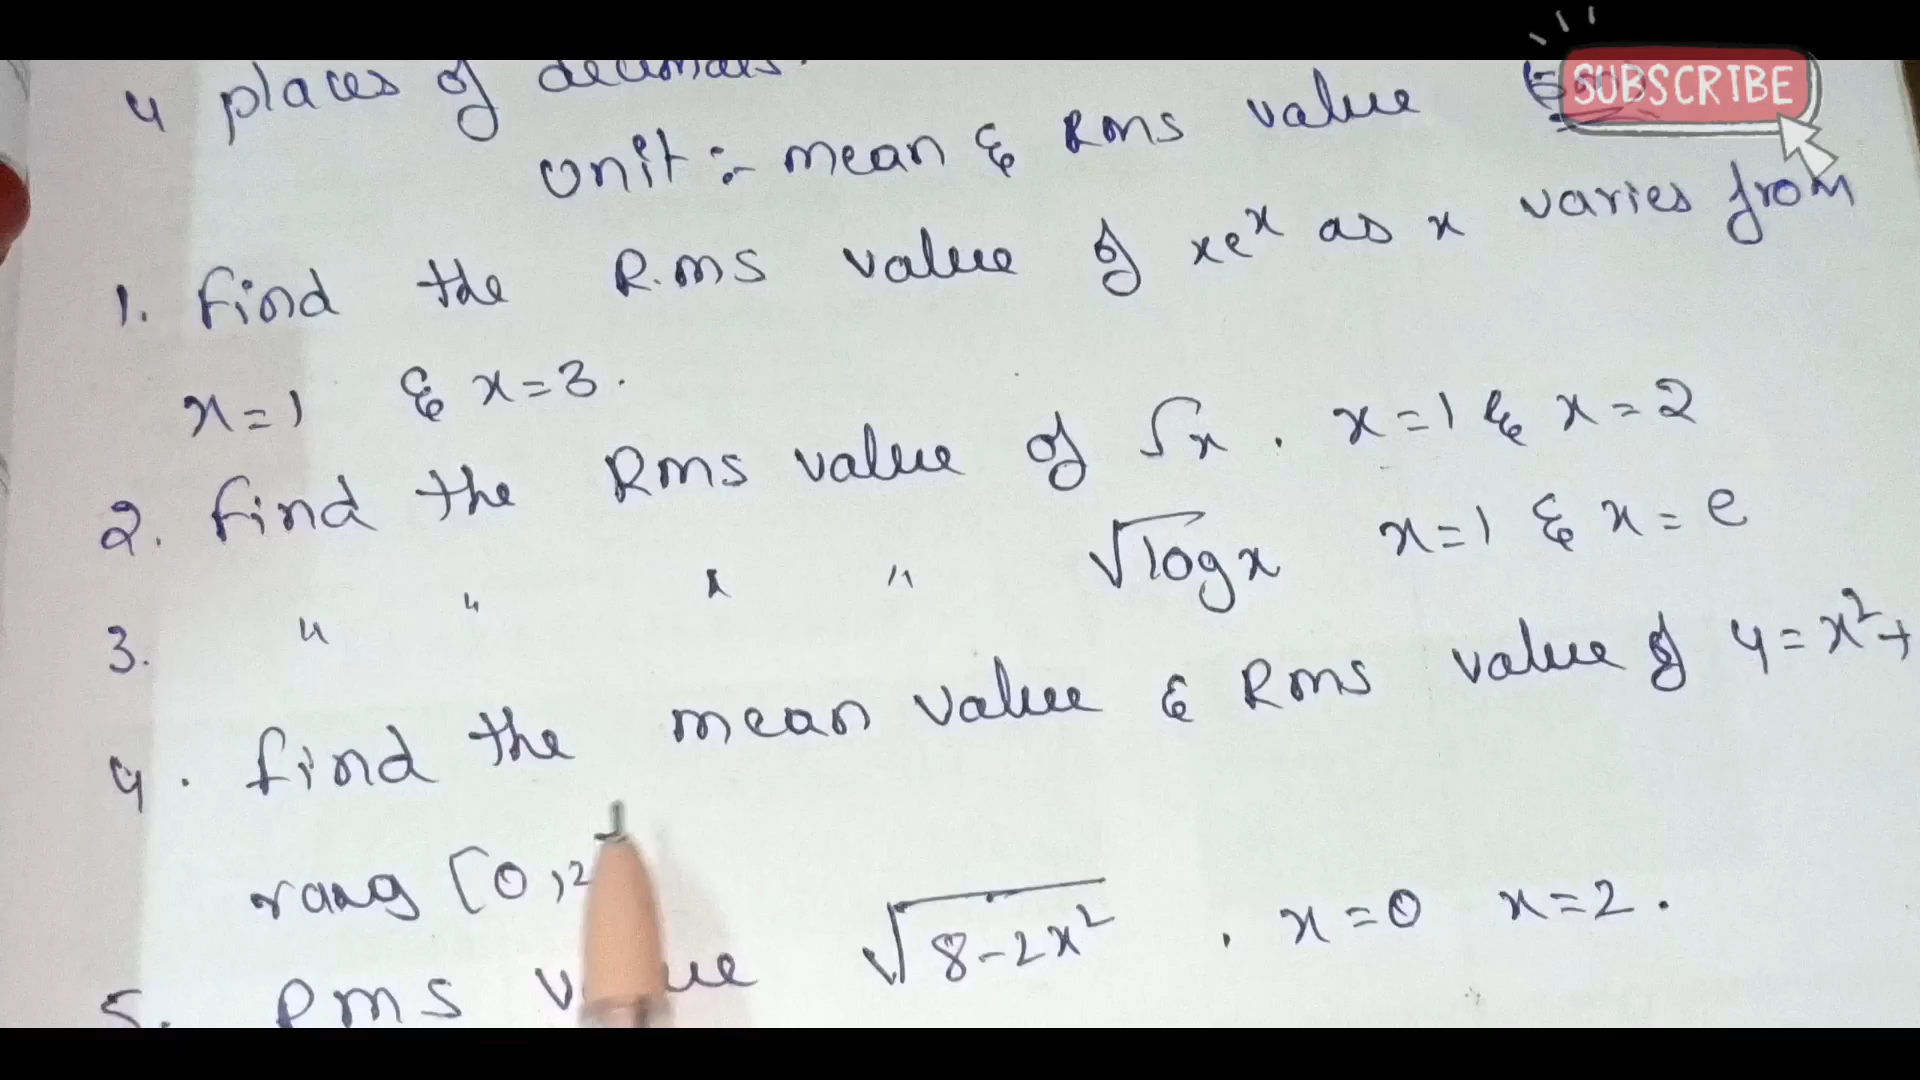 4 places of decimals.
SUBSCRIBE
Unit :- mean & Rms value
1. Find the R.ms value of xe^x as x varies from
x=1 & x=3.
2. Find the Rms value of √x . x=1 & x=2
3. " " " " √log x x=1 & x=e
4. find the mean value & Rms value of y=x²+
rang [0,2
5. Rms √8-2x² . x=0 x=2.